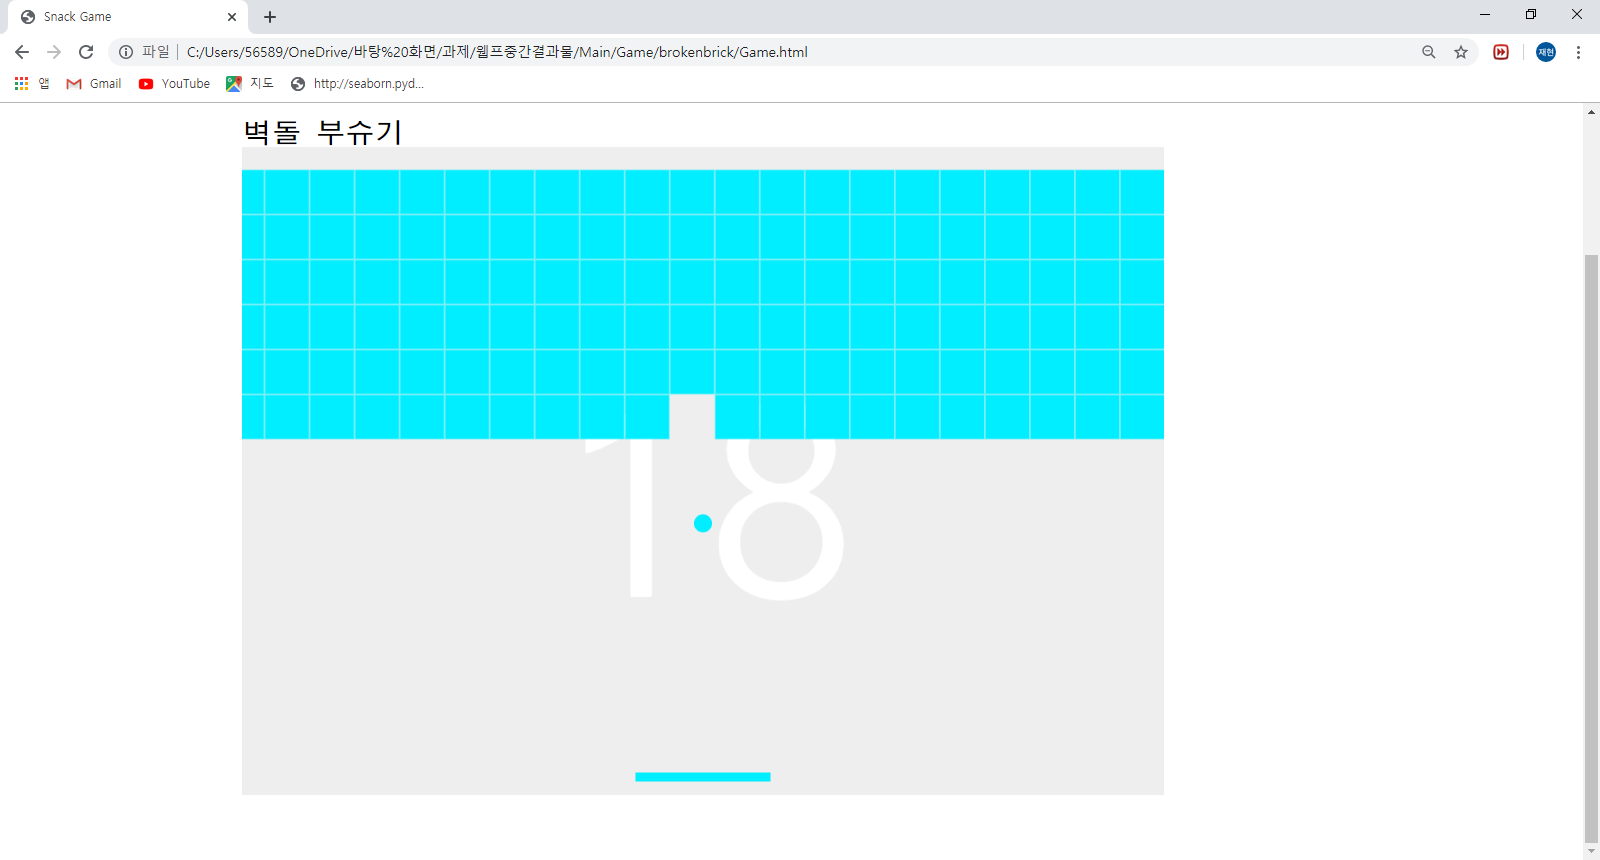 Snack Game
파일 C:/Users/56589/OneDrive/바탕%20화면/과제/웹프중간결과물/Main/Game/brokenbrick/Game.html 재현
앱 Gmail YouTube 지도 http://seaborn.pyd...
벽돌 부슈기
18